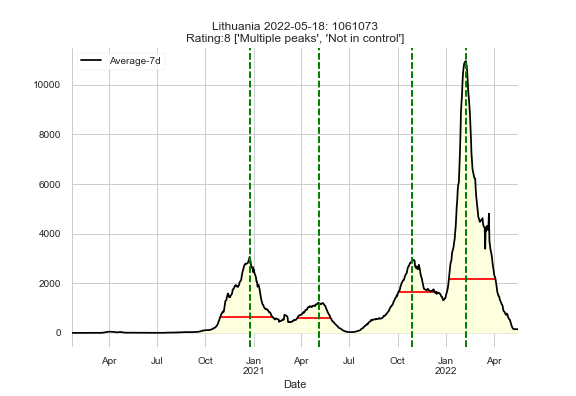 Lithuania 2022-05-18: 1061073
Rating:8 ['Multiple peaks', 'Not in control']
Average-7d
10000
8000
6000
4000
2000
0
Apr Jul Oct Jan Apr Jul Oct Jan Apr
2021 2022
Date